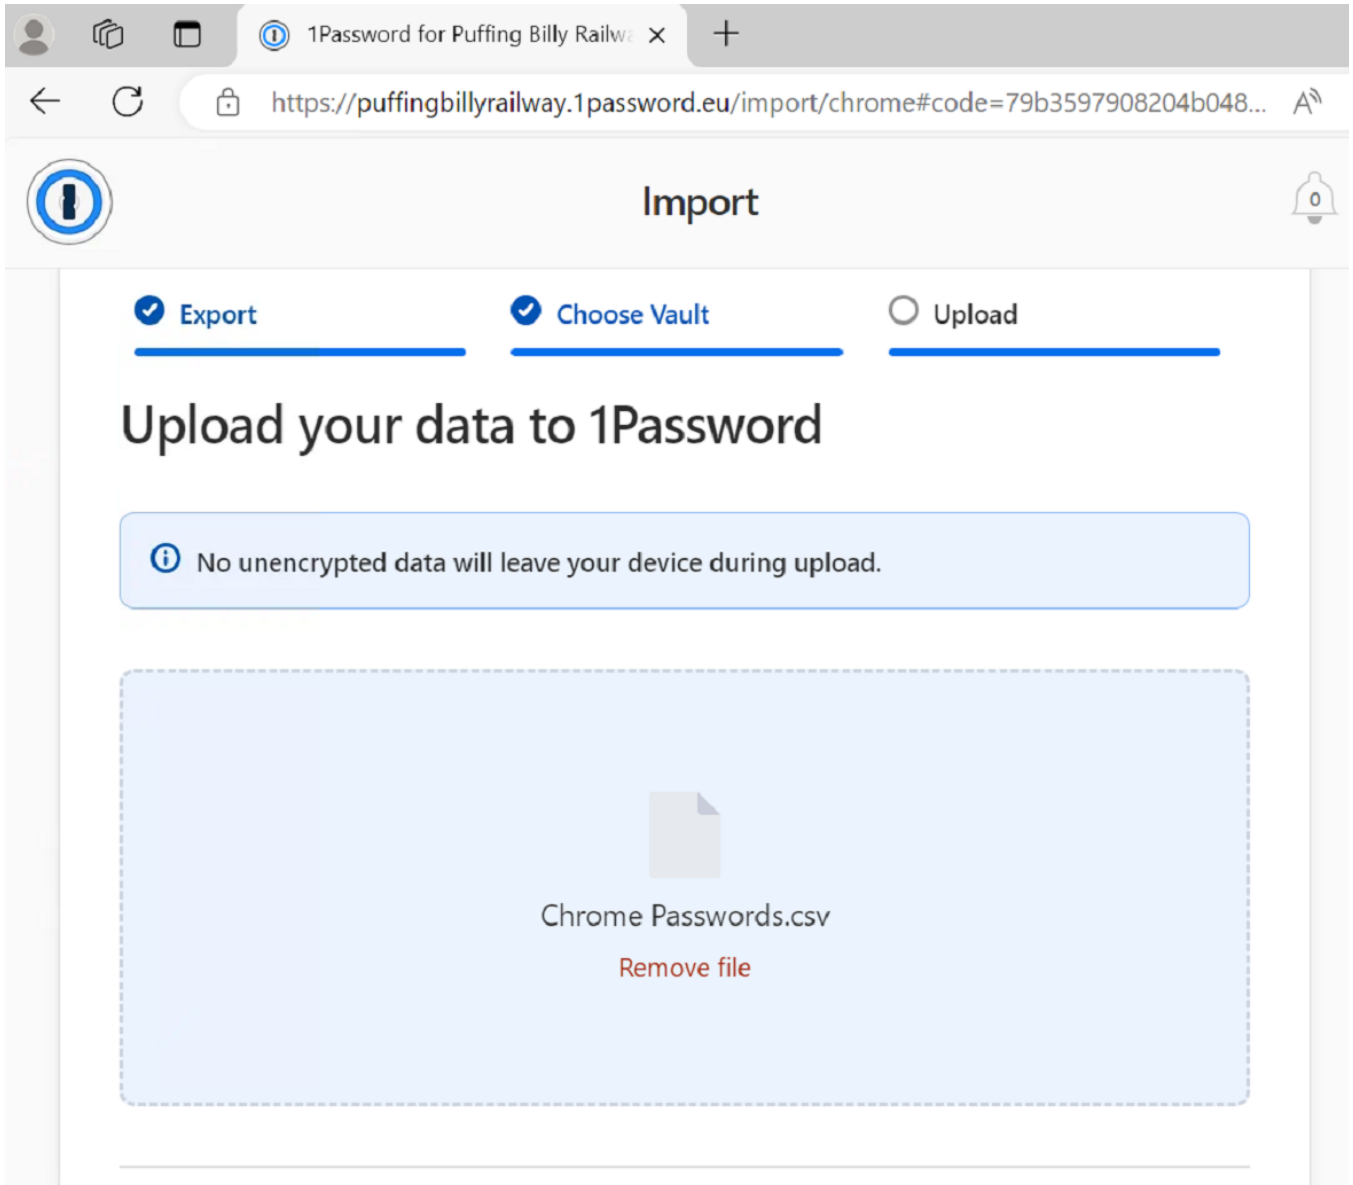 1Password for Puffing Billy Railwa
https://puffingbillyrailway.1password.eu/import/chrome#code=79b3597908204b048...
Import
0
Export
Choose Vault
Upload
Upload your data to 1Password
No unencrypted data will leave your device during upload.
Chrome Passwords.csv
Remove file